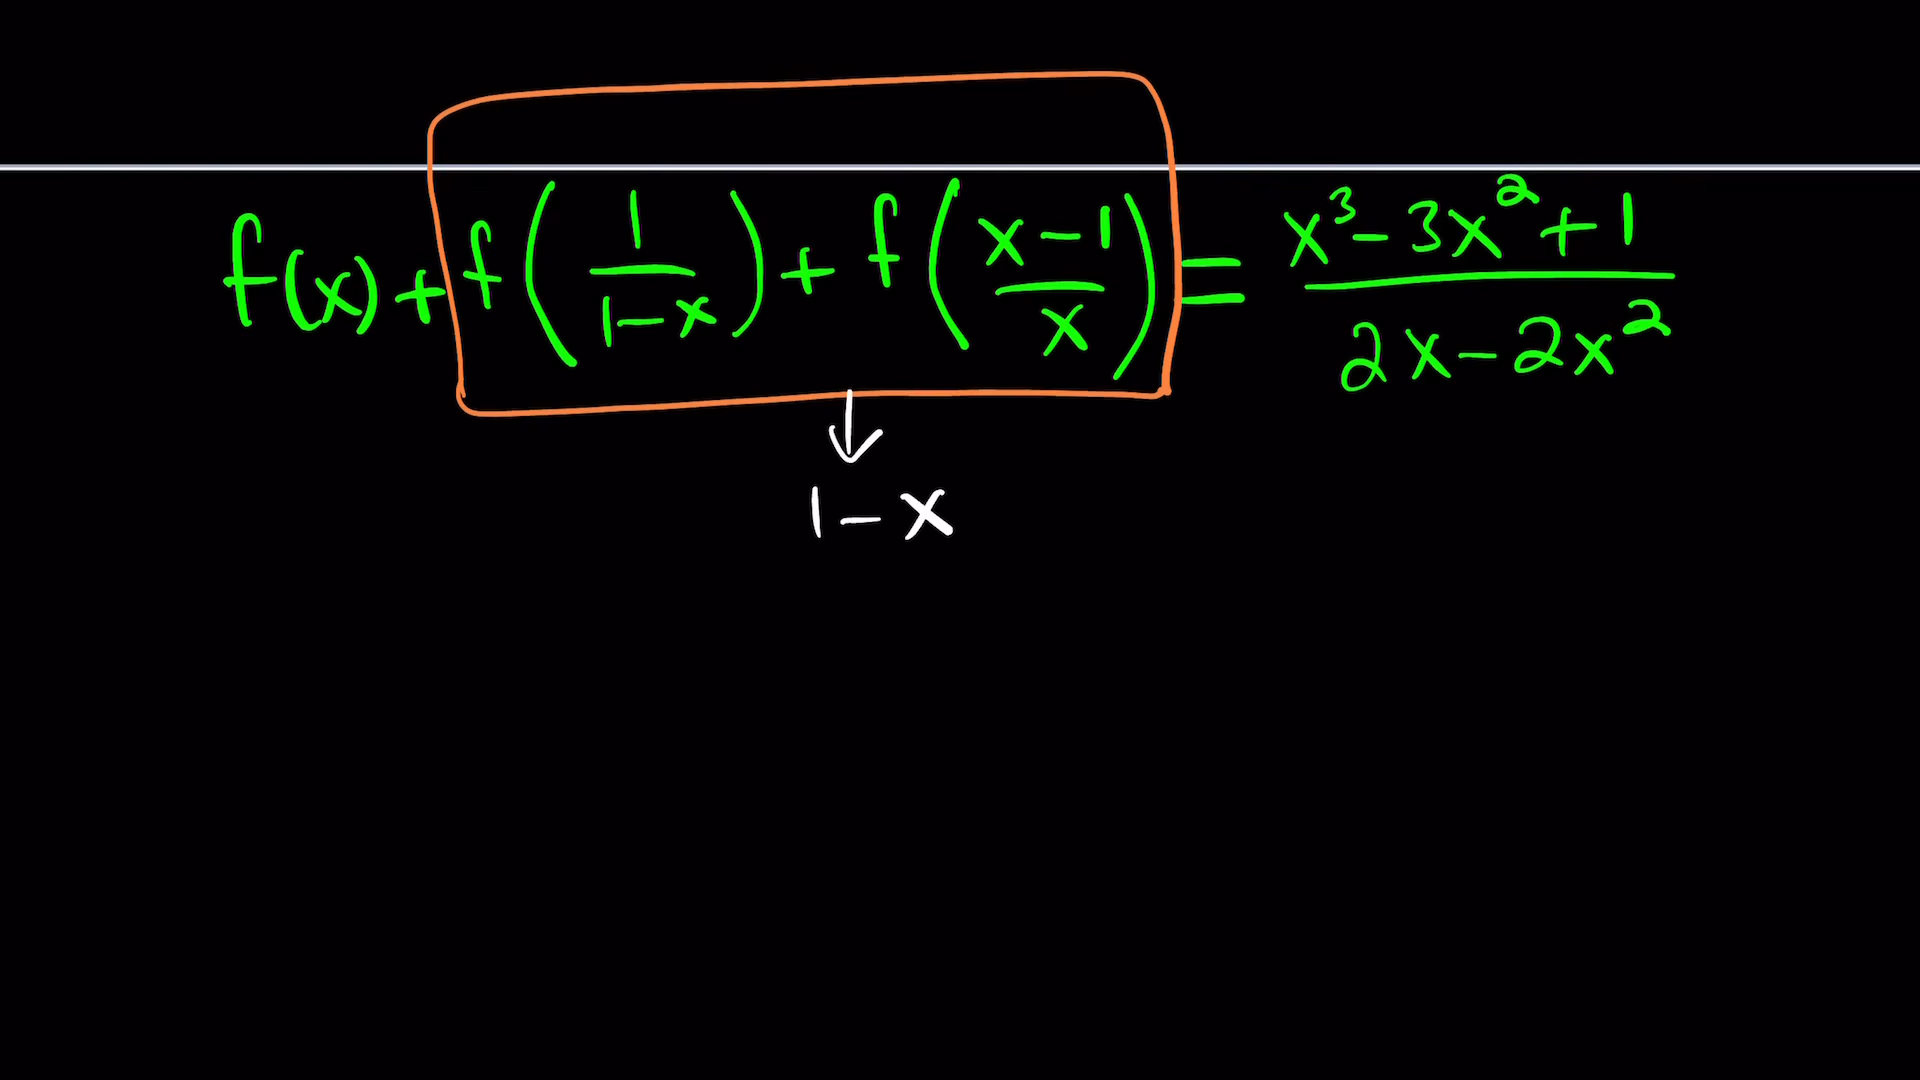 f(x) + f(1/(1-x)) + f((x-1)/x) = (x³-3x²+1)/(2x-2x²)
↓
1-x